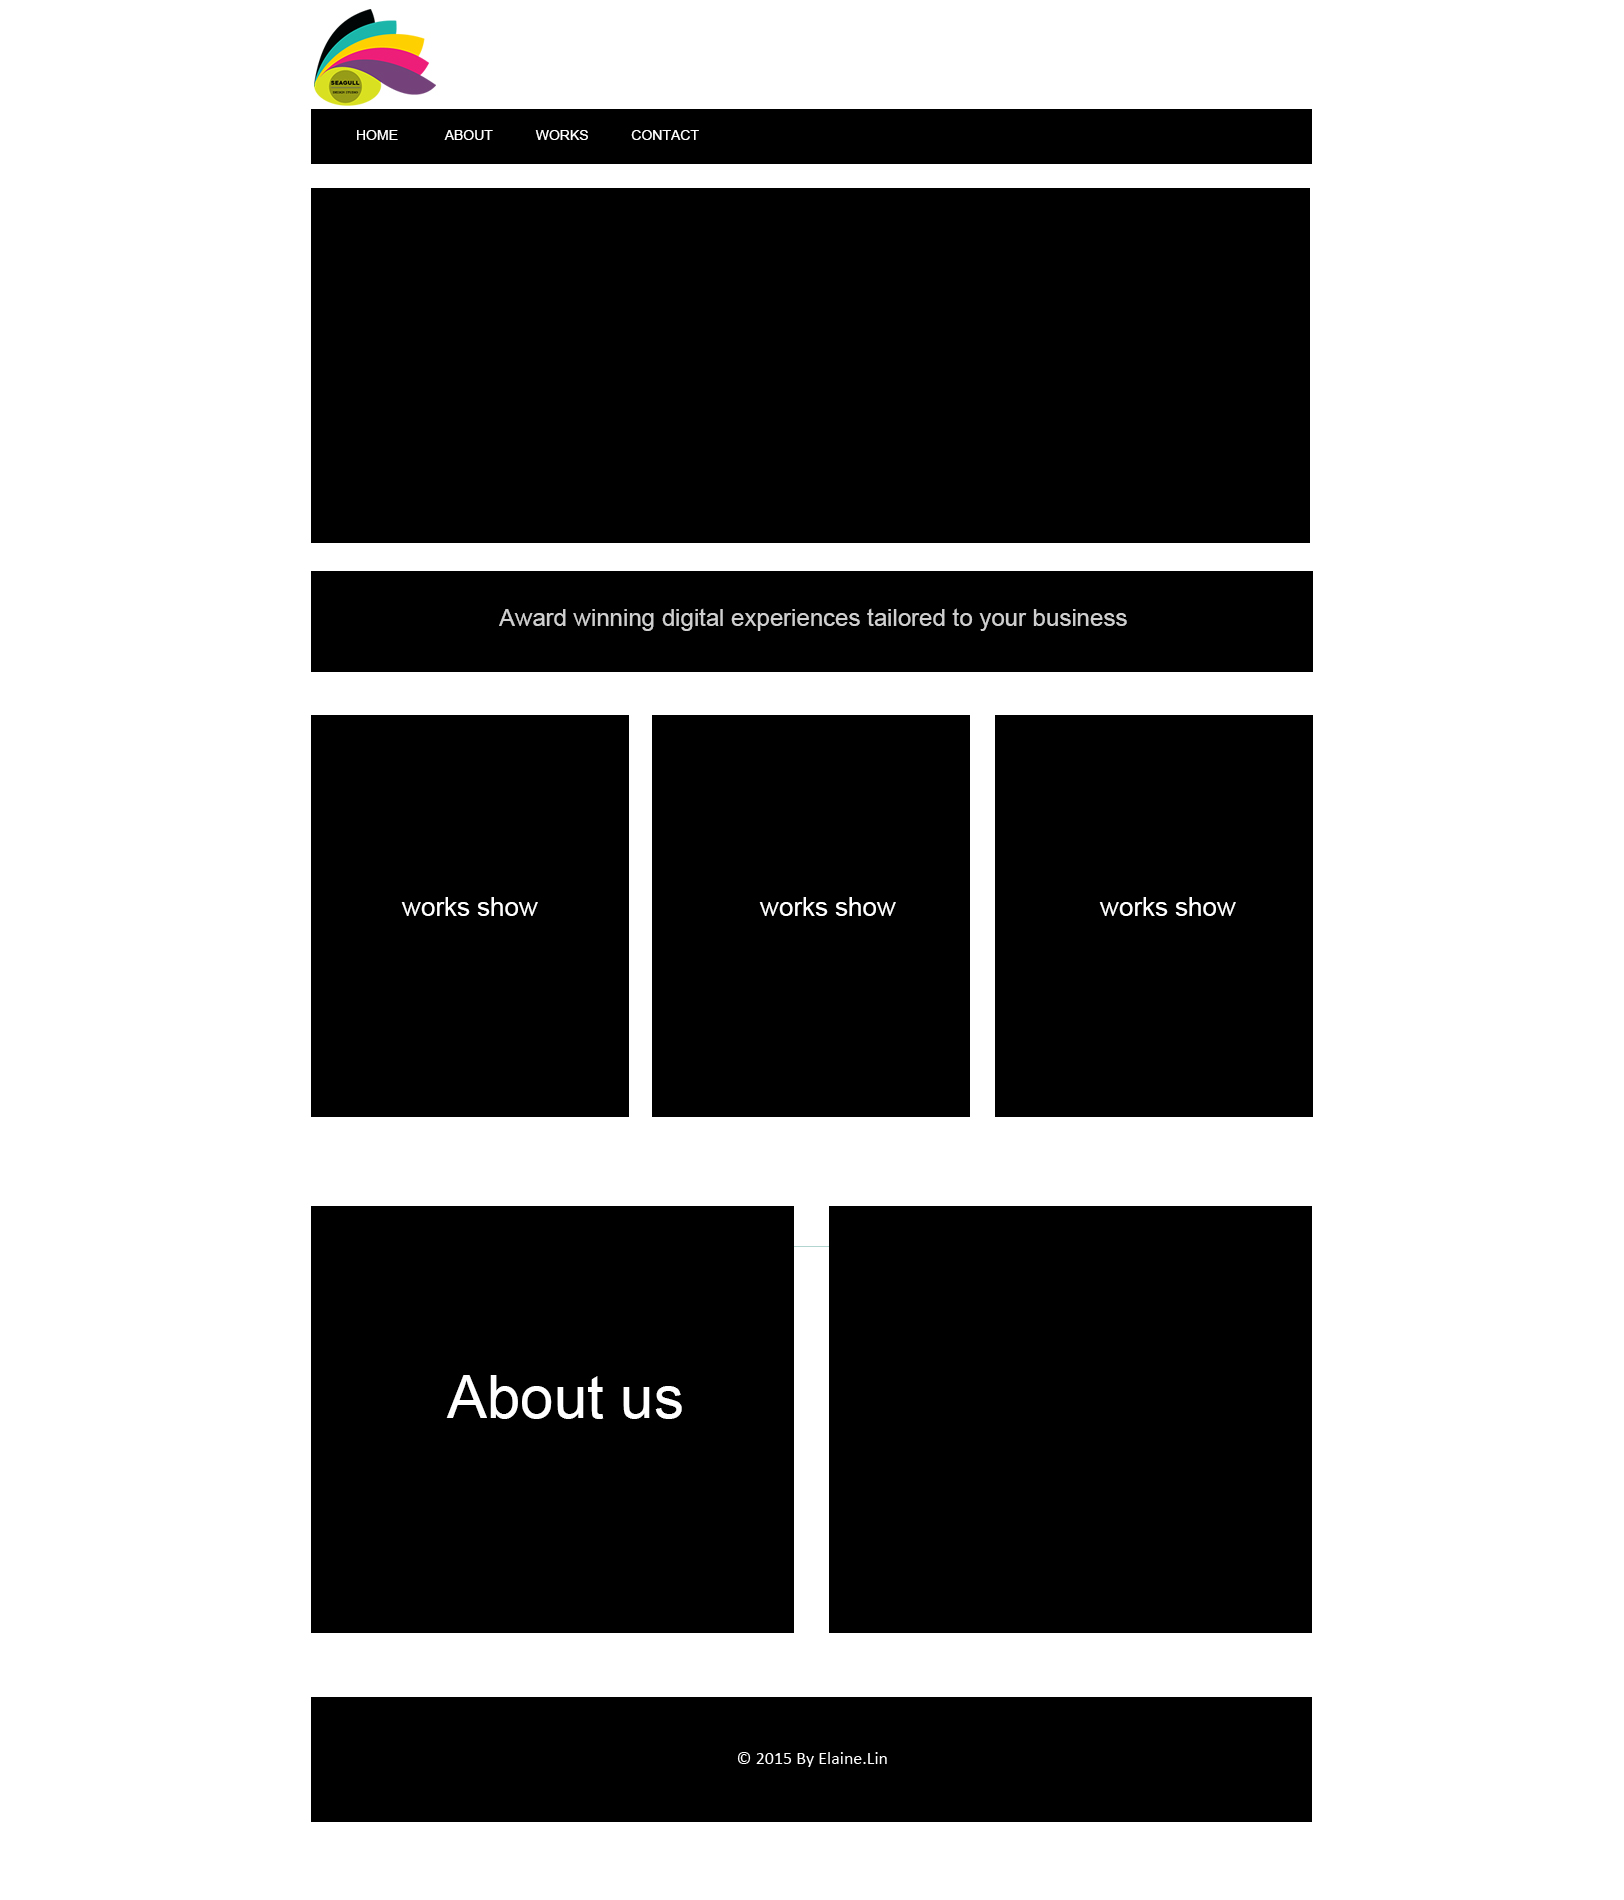 SEAGULL
HOME ABOUT WORKS CONTACT
Award winning digital experiences tailored to your business
works show works show works show
About us
© 2015 By Elaine.Lin